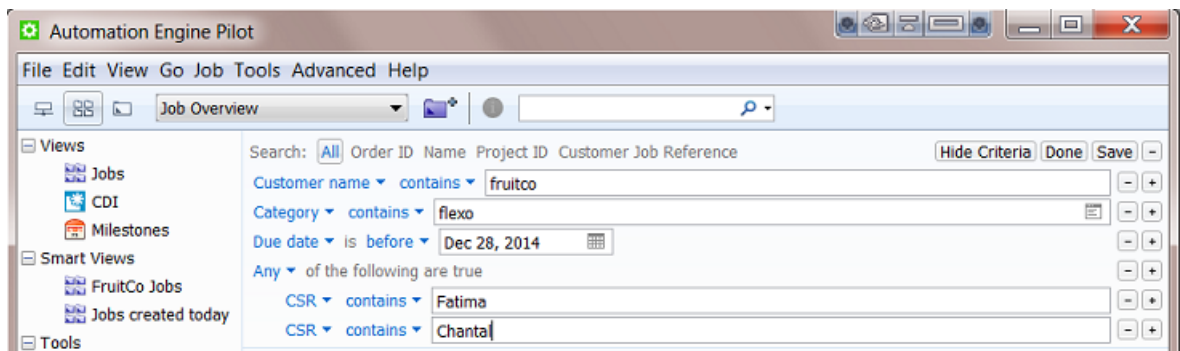 Automation Engine Pilot
File Edit View Go Job Tools Advanced Help
Job Overview
Views
Jobs
CDI
Milestones
Smart Views
FruitCo Jobs
Jobs created today
Tools
Search: All Order ID Name Project ID Customer Job Reference Hide Criteria Done Save -
Customer name contains fruitco - +
Category contains flexo - +
Due date is before Dec 28, 2014 - +
Any of the following are true - +
CSR contains Fatima - +
CSR contains Chantal - +